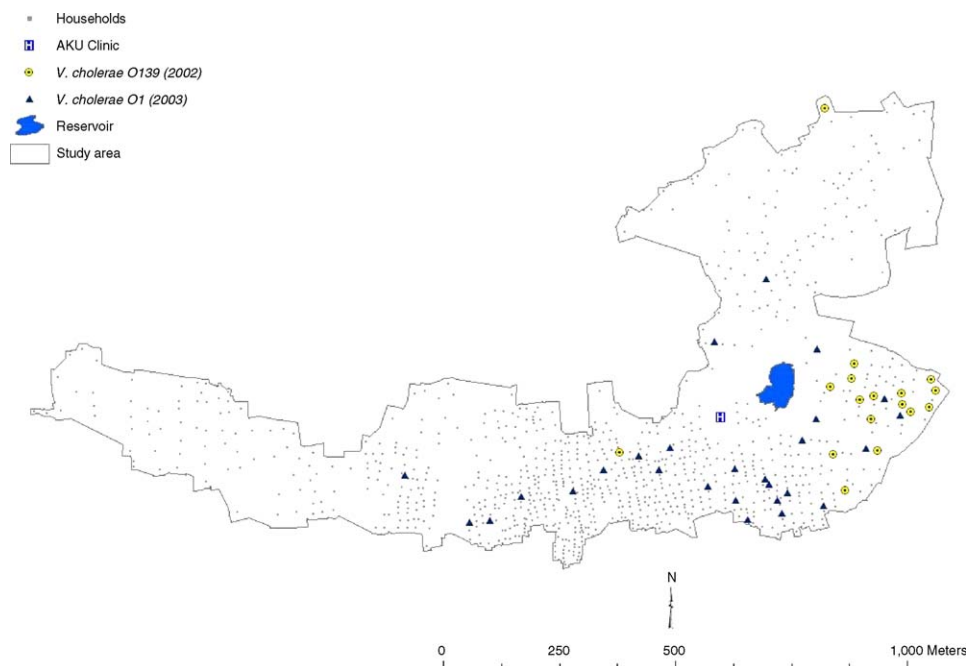 Households
H AKU Clinic
V. cholerae O139 (2002)
V. cholerae O1 (2003)
Reservoir
Study area
H
N
0 250 500 1,000 Meters